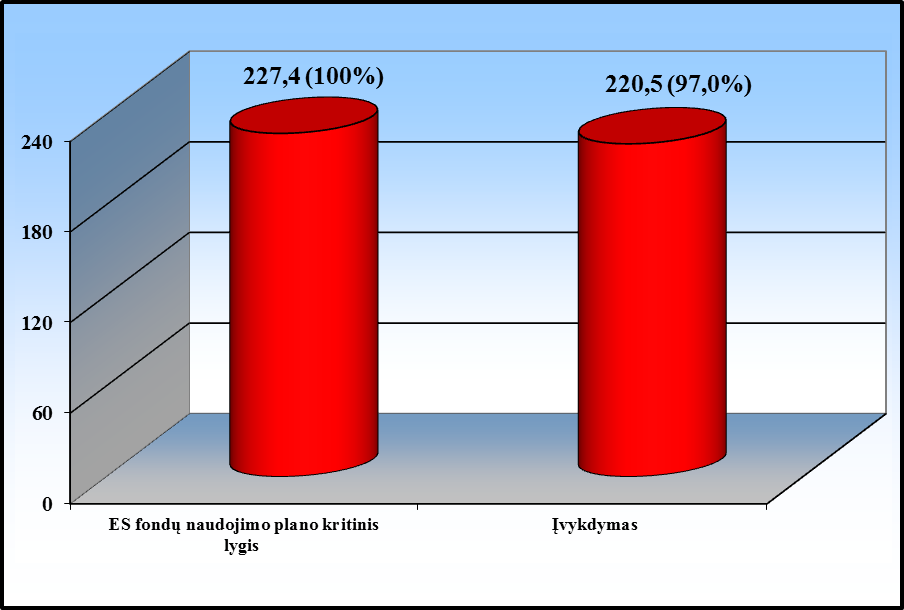 227,4 (100%)
220,5 (97,0%)
240
180
120
60
0
ES fondų naudojimo plano kritinis
lygis
Įvykdymas